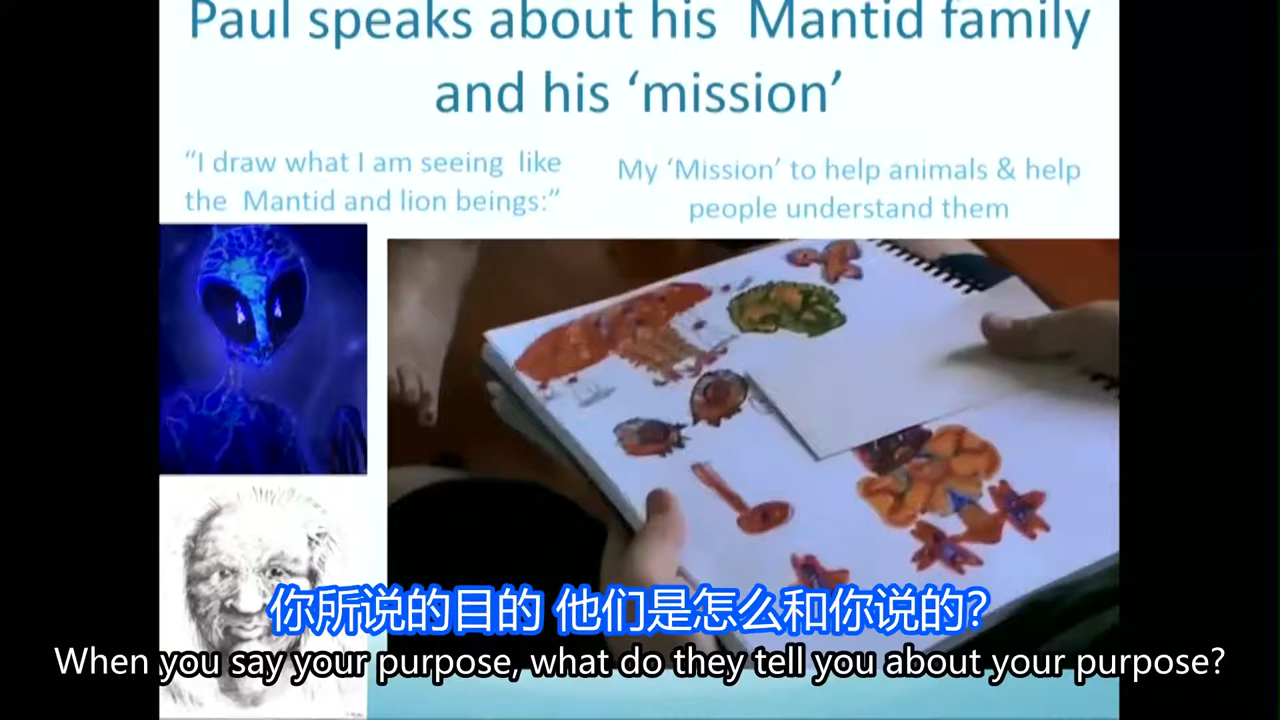 Paul speaks about his Mantid family
and his ‘mission’
“I draw what I am seeing like
the Mantid and lion beings:”
My ‘Mission’ to help animals & help
people understand them
你所说的目的 他们是怎么和你说的?
When you say your purpose, what do they tell you about your purpose?